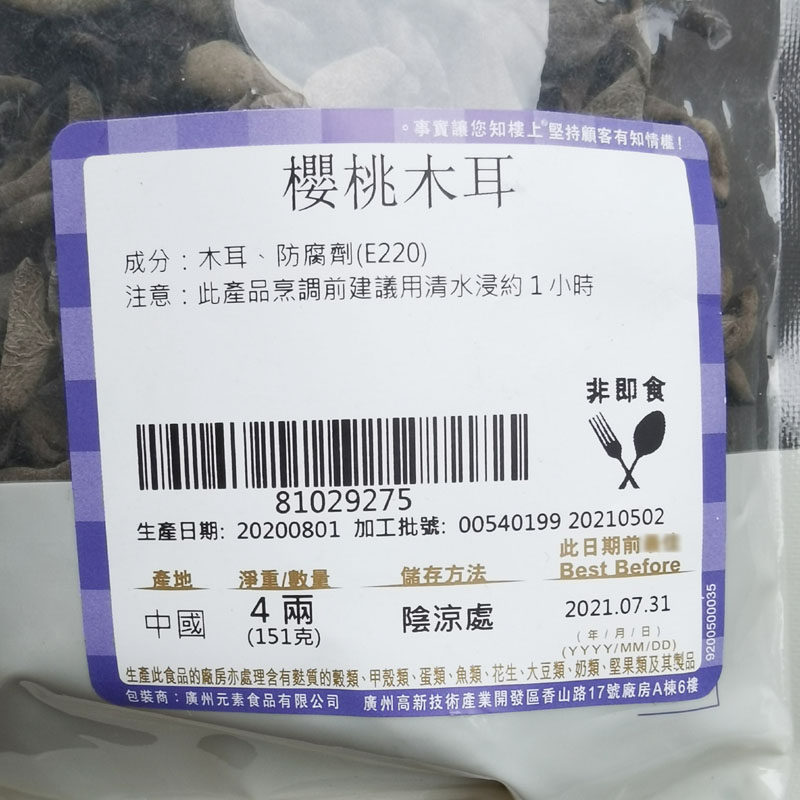 。事實讓您知樓上®堅持顧客有知情權！
櫻桃木耳
成分：木耳、防腐劑(E220)
注意：此產品烹調前建議用清水浸約1小時
非即食
81029275
生產日期: 20200801 加工批號: 00540199 20210502
產地 淨重/數量 儲存方法 此日期前
Best Before
中國 4 兩 陰涼處 2021.07.31
(151克)
(年/月/日)
(YYYY/MM/DD)
9200500035
生產此食品的廠房亦處理含有麩質的穀類、甲殼類、蛋類、魚類、花生、大豆類、奶類、堅果類及其製品
包裝商：廣州元素食品有限公司 廣州高新技術產業開發區香山路17號廠房A棟6樓